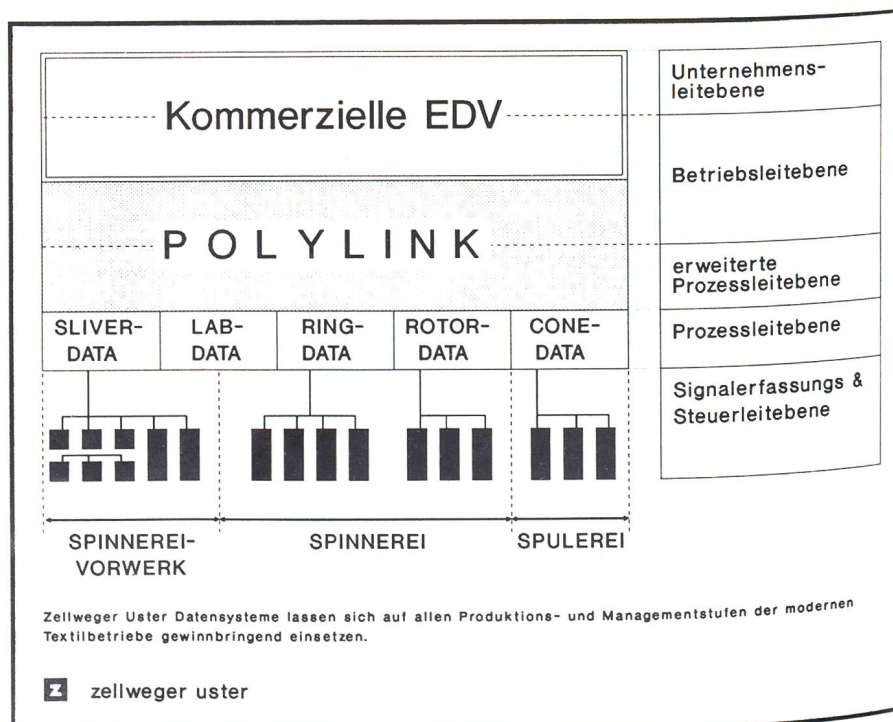 Kommerzielle EDV
POLYLINK
SLIVER-
DATA
LAB-
DATA
RING-
DATA
ROTOR-
DATA
CONE-
DATA
SPINNEREI-
VORWERK
SPINNEREI
SPULEREI
Unternehmens-
leitebene
Betriebsleitebene
erweiterte
Prozessleitebene
Prozessleitebene
Signalerfassungs &
Steuerleitebene
Zellweger Uster Datensysteme lassen sich auf allen Produktions- und Managementstufen der modernen
Textilbetriebe gewinnbringend einsetzen.
z zellweger uster